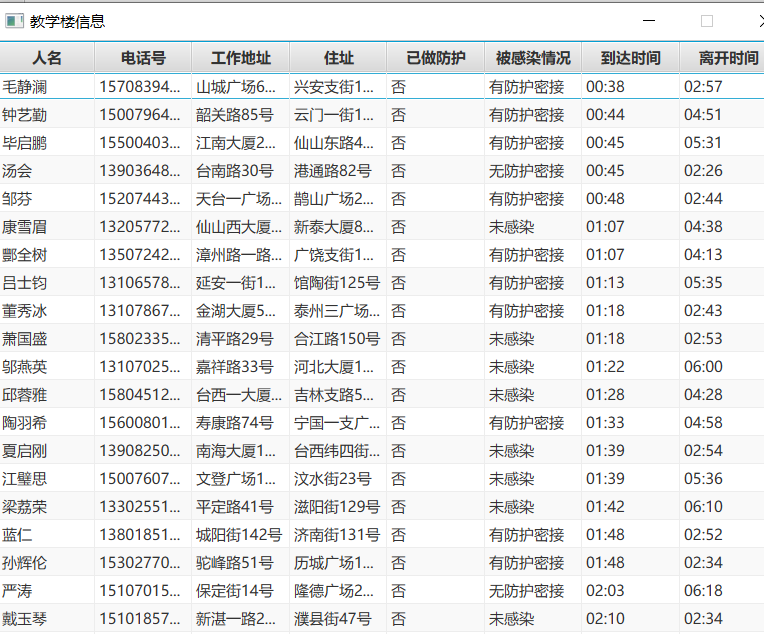 教学楼信息
人名 电话号 工作地址 住址 已做防护 被感染情况 到达时间 离开时间
毛静澜 15708394... 山城广场6... 兴安支街1... 否 有防护密接 00:38 02:57
钟艺勤 15007964... 韶关路85号 云门一街1... 否 有防护密接 00:44 04:51
毕启鹏 15500403... 江南大厦2... 仙山东路4... 否 有防护密接 00:45 05:31
汤会 13903648... 台南路30号 港通路82号 否 无防护密接 00:45 02:26
邹芬 15207443... 天台一广场... 鹊山广场2... 否 有防护密接 00:48 02:44
康雪眉 13205772... 仙山西大厦... 新泰大厦8... 否 未感染 01:07 04:38
酆全树 13507242... 漳州路一路... 广饶支街1... 否 有防护密接 01:07 04:13
吕士钧 13106578... 延安一街1... 馆陶街125号 否 有防护密接 01:13 05:35
董秀冰 13107867... 金湖大厦5... 泰州三广场... 否 有防护密接 01:18 02:43
萧国盛 15802335... 清平路29号 合江路150号 否 未感染 01:18 02:53
邬燕英 13107025... 嘉祥路33号 河北大厦1... 否 未感染 01:22 06:00
邱蓉雅 15804512... 台西一大厦... 吉林支路5... 否 未感染 01:28 04:28
陶羽希 15600801... 寿康路74号 宁国一支广... 否 有防护密接 01:33 04:58
夏启刚 13908250... 南海大厦1... 台西纬四街... 否 未感染 01:39 02:54
江璧思 15007607... 文登广场1... 汶水街23号 否 未感染 01:39 05:36
梁荔荣 13302551... 平定路41号 滋阳街129号 否 未感染 01:42 06:10
蓝仁 13801851... 城阳街142号 济南街131号 否 有防护密接 01:48 02:52
孙辉伦 15302770... 驼峰路51号 历城广场1... 否 有防护密接 01:48 02:34
严涛 15107015... 保定街14号 隆德广场2... 否 无防护密接 02:03 06:18
戴玉琴 15101857... 新湛一路2... 濮县街47号 否 未感染 02:10 02:34